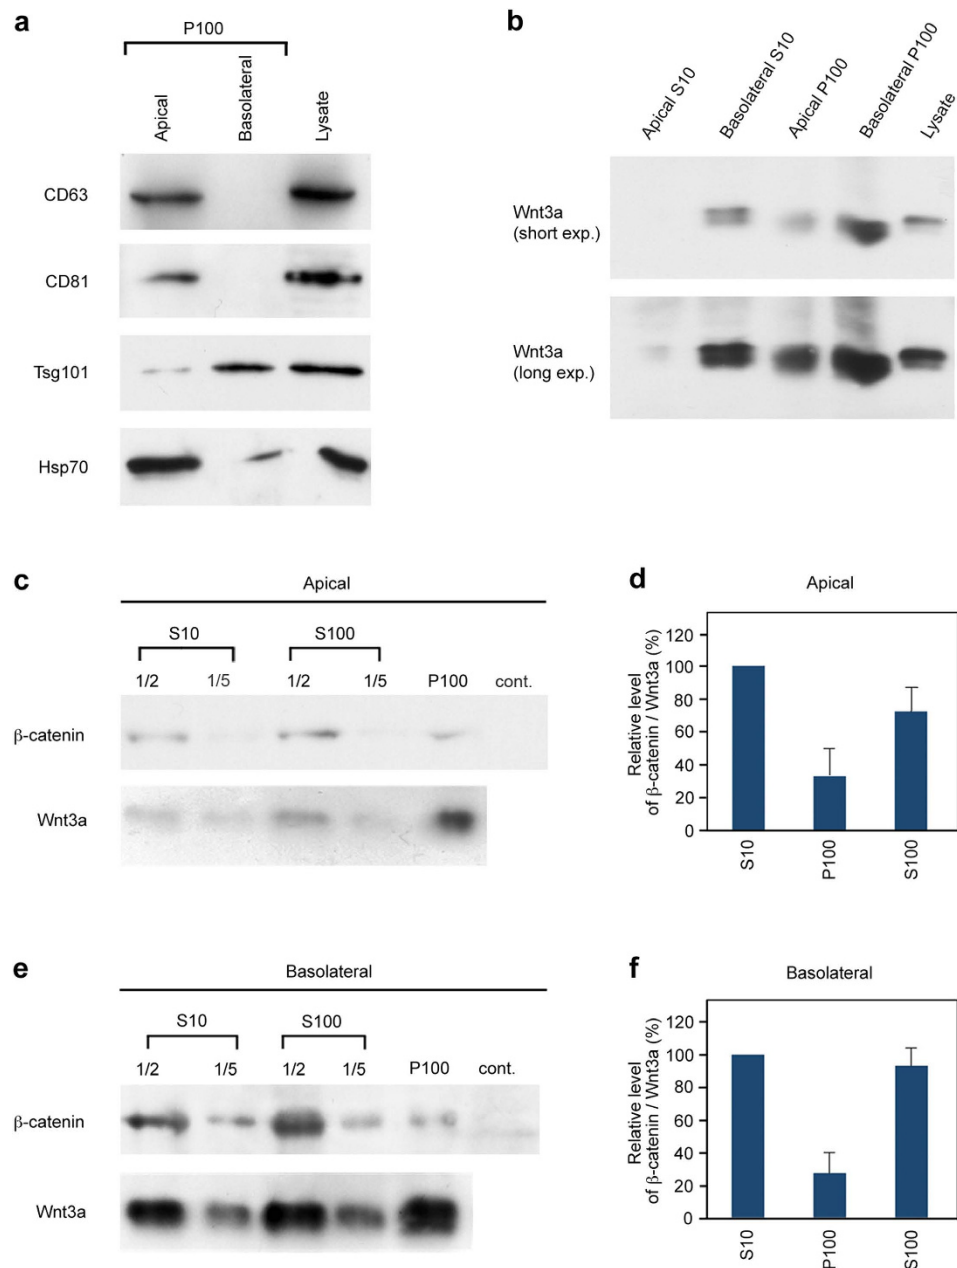 a
P100
Apical
Basolateral
Lysate
CD63
CD81
Tsg101
Hsp70
b
Apical S10
Basolateral S10
Apical P100
Basolateral P100
Lysate
Wnt3a
(short exp.)
Wnt3a
(long exp.)
c
Apical
S10
S100
1/2
1/5
1/2
1/5
P100
cont.
β-catenin
Wnt3a
d
Apical
Relative level
of β-catenin / Wnt3a (%)
120
100
80
60
40
20
0
S10
P100
S100
e
Basolateral
S10
S100
1/2
1/5
1/2
1/5
P100
cont.
β-catenin
Wnt3a
f
Basolateral
Relative level
of β-catenin / Wnt3a (%)
120
100
80
60
40
20
0
S10
P100
S100